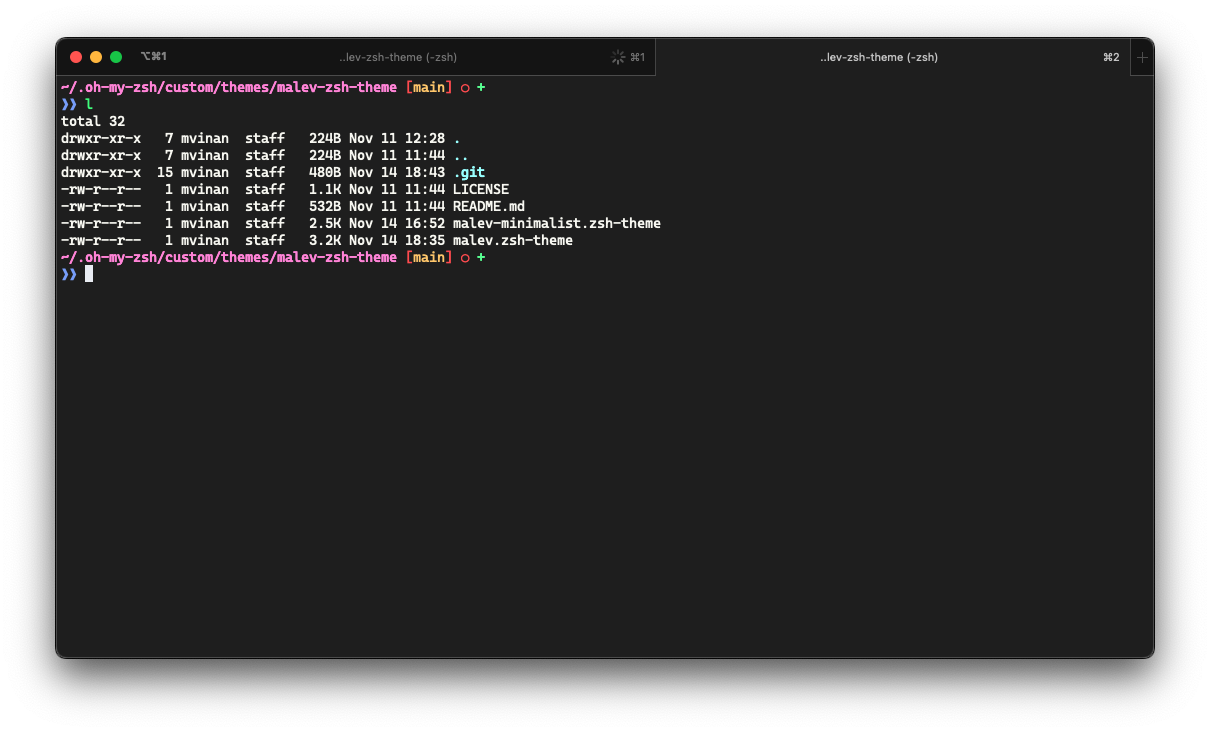 ⌥⌘1 ..lev-zsh-theme (-zsh) ⌘1 ..lev-zsh-theme (-zsh) ⌘2 +
~/.oh-my-zsh/custom/themes/malev-zsh-theme [main] ○ +
❯❯ l
total 32
drwxr-xr-x   7 mvinan  staff   224B Nov 11 12:28 .
drwxr-xr-x   7 mvinan  staff   224B Nov 11 11:44 ..
drwxr-xr-x  15 mvinan  staff   480B Nov 14 18:43 .git
-rw-r--r--   1 mvinan  staff   1.1K Nov 11 11:44 LICENSE
-rw-r--r--   1 mvinan  staff   532B Nov 11 11:44 README.md
-rw-r--r--   1 mvinan  staff   2.5K Nov 14 16:52 malev-minimalist.zsh-theme
-rw-r--r--   1 mvinan  staff   3.2K Nov 14 18:35 malev.zsh-theme
~/.oh-my-zsh/custom/themes/malev-zsh-theme [main] ○ +
❯❯